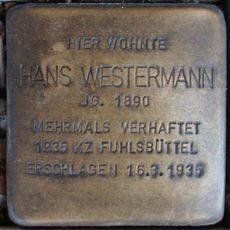 HIER WOHNTE
HANS WESTERMANN
JG. 1890
MEHRMALS VERHAFTET
1935 KZ FUHLSBÜTTEL
ERSCHLAGEN 16.3.1935